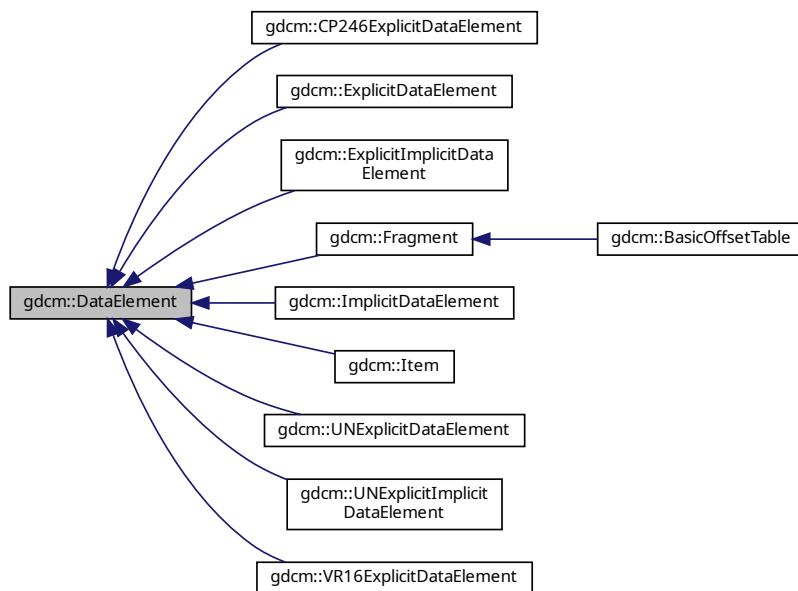 gdcm::CP246ExplicitDataElement
gdcm::ExplicitDataElement
gdcm::ExplicitImplicitData
Element
gdcm::Fragment
gdcm::BasicOffsetTable
gdcm::DataElement
gdcm::ImplicitDataElement
gdcm::Item
gdcm::UNExplicitDataElement
gdcm::UNExplicitImplicit
DataElement
gdcm::VR16ExplicitDataElement